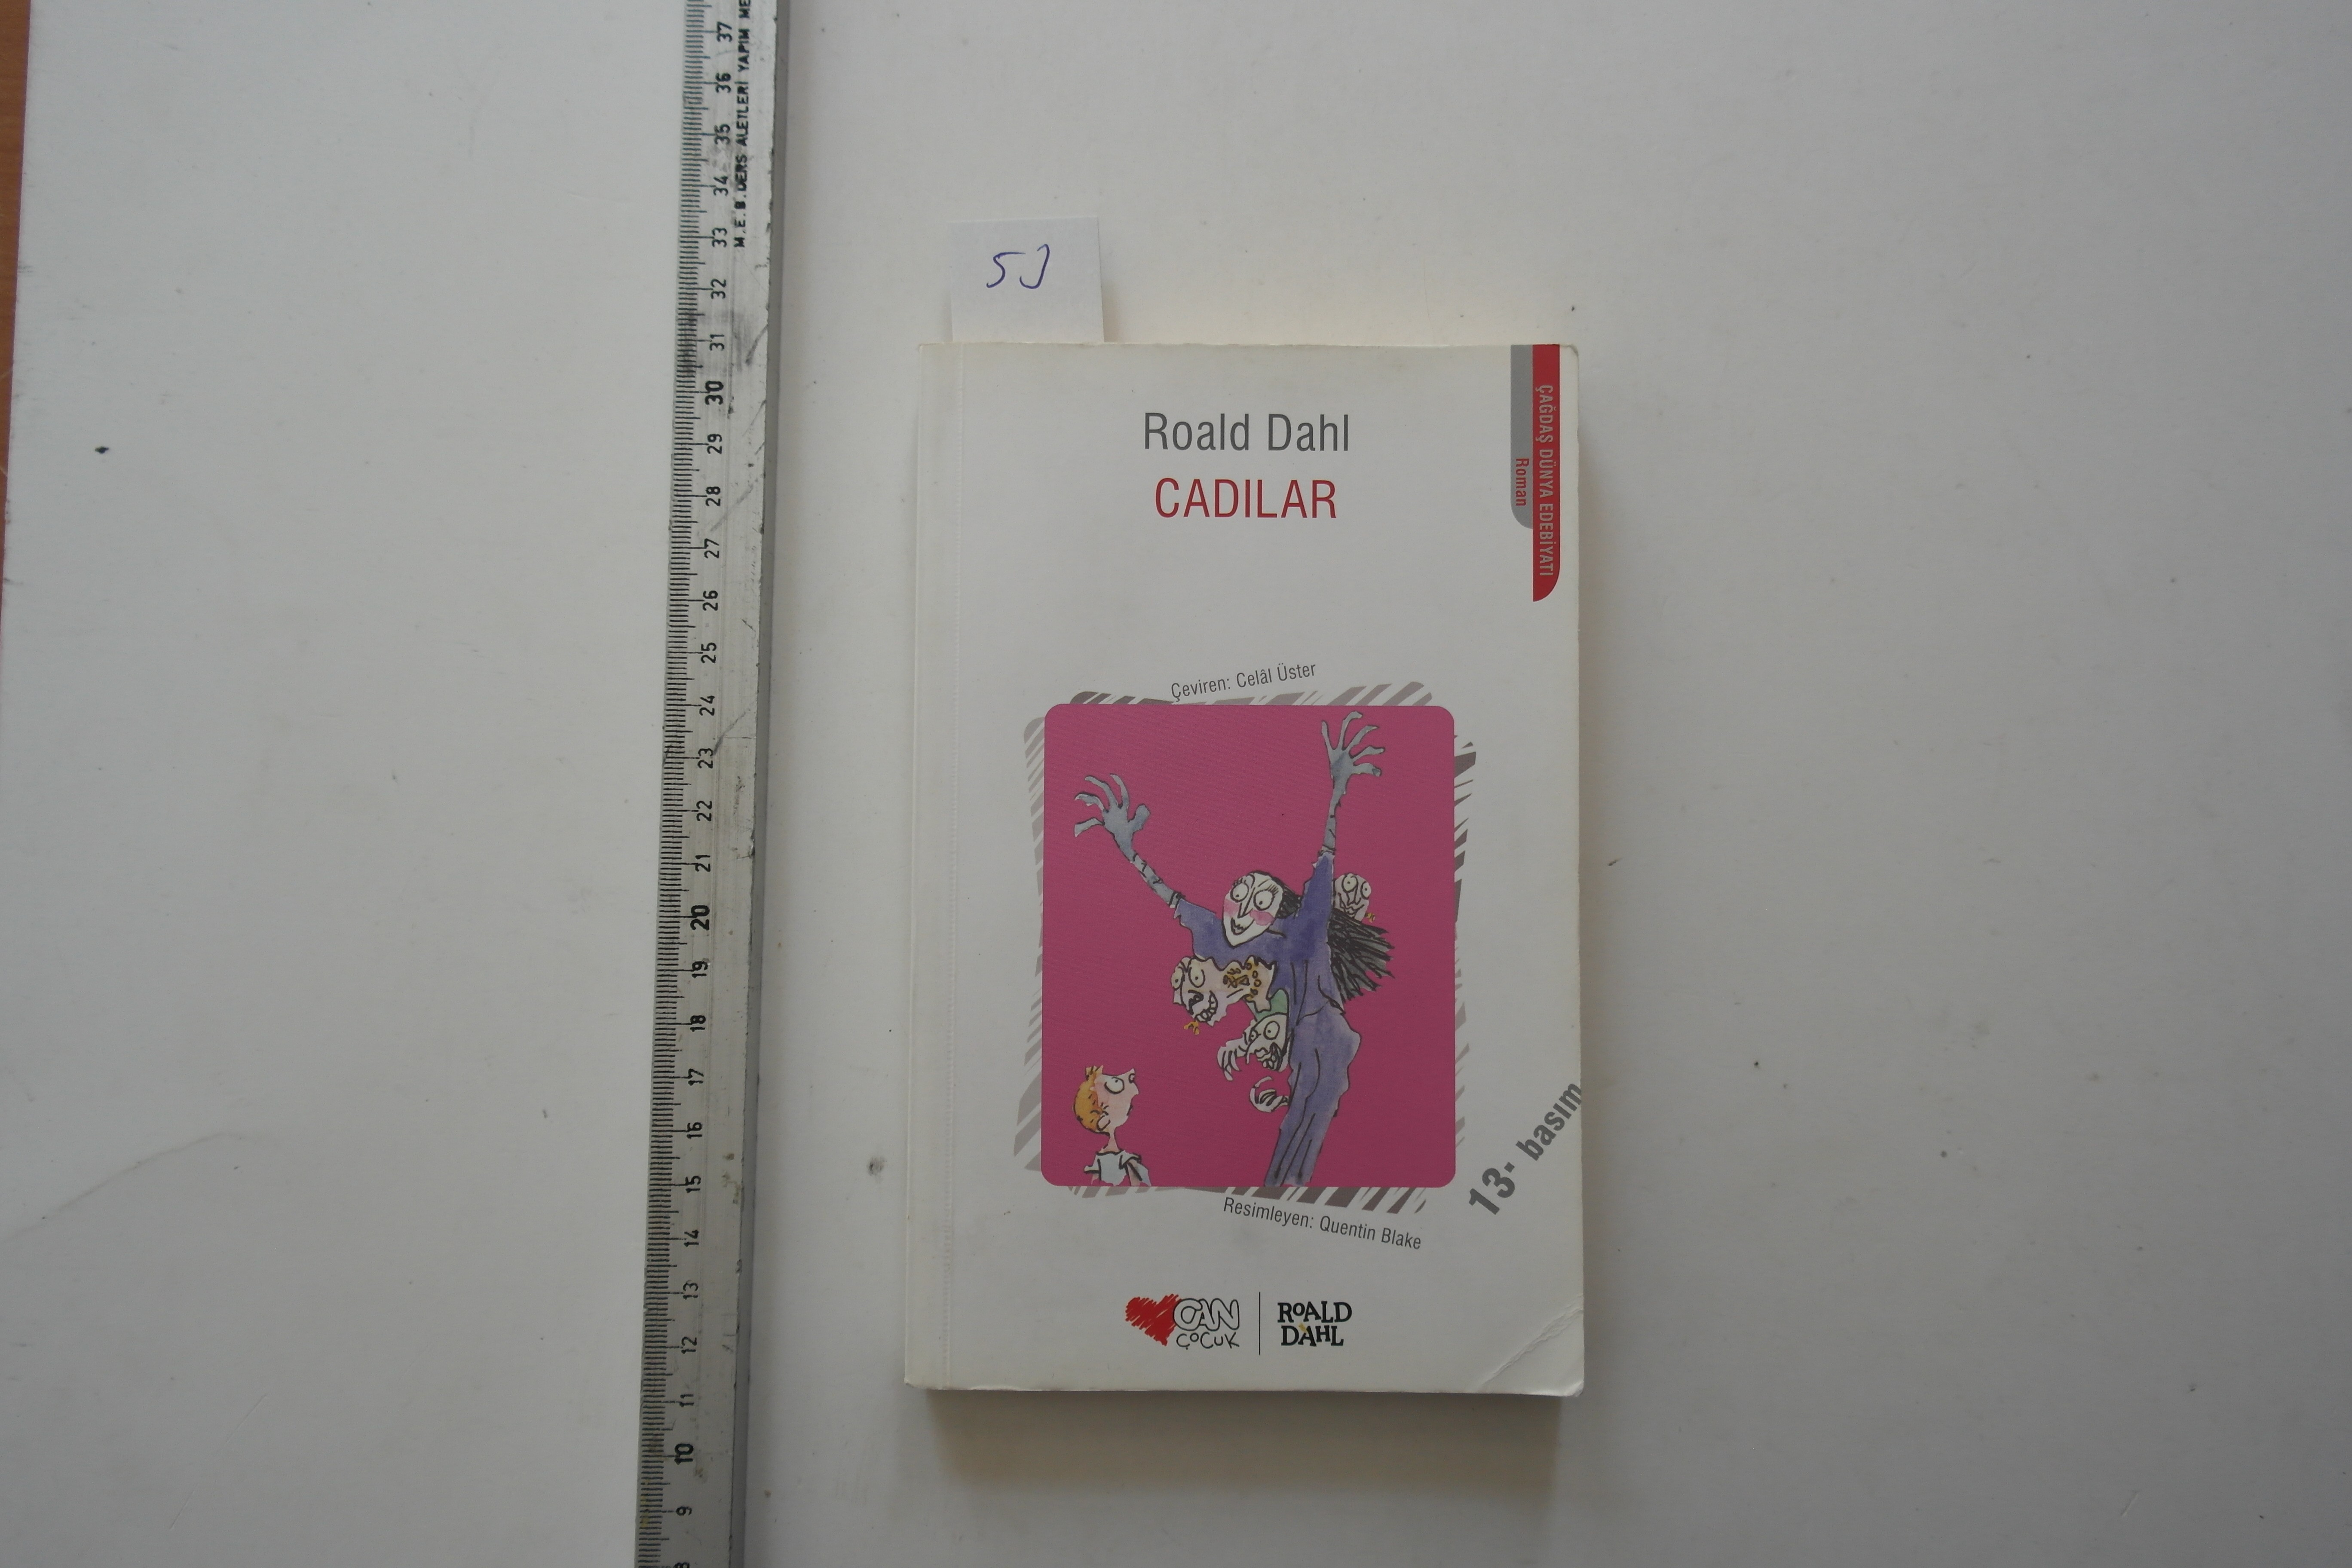 37
36
35
34
33
32
31
30
29
28
27
26
25
24
23
22
21
20
19
18
17
16
15
14
13
12
11
10
9
M.E.B.DERS ALETLERİ YAPIM
Roald Dahl
CADILAR
ÇAĞDAŞ DÜNYA EDEBİYATI
Roman
Çeviren: Celâl Üster
Resimleyen: Quentin Blake
13. basım
CAN
ÇOCUK
ROALD
DAHL